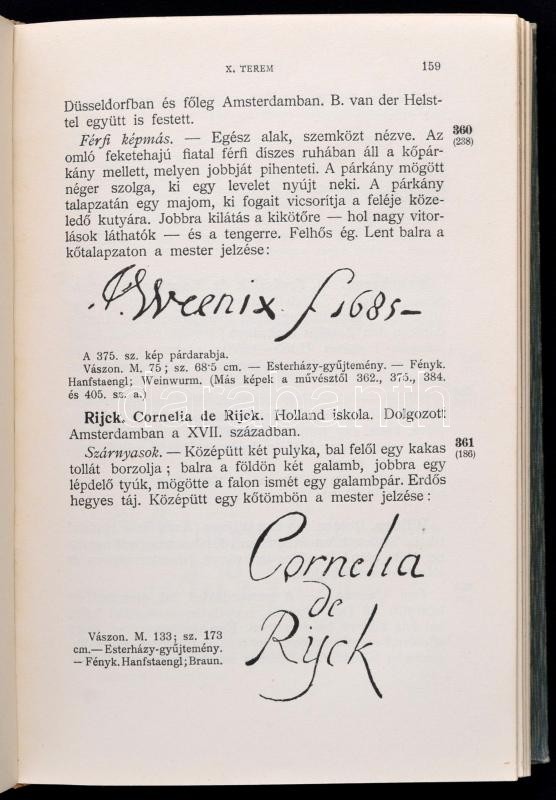 X. TEREM 159
Düsseldorfban és főleg Amsterdamban. B. van der Helst-
tel együtt is festett.
Férfi képmás. — Egész alak, szemközt nézve. Az 360
omló feketehajú fiatal férfi díszes ruhában áll a kőpár- (238)
kány mellett, melyen jobbját pihenteti. A párkány mögött
néger szolga, ki egy levelet nyújt neki. A párkány
talapzatán egy majom, ki fogait vicsorítja a feléje köze-
ledő kutyára. Jobbra kilátás a kikötőre — hol nagy vitor-
lások láthatók — és a tengerre. Felhős ég. Lent balra a
kőtalapzaton a mester jelzése:
J. Weenix f 1685—
A 375. sz. kép párdarabja.
Vászon. M. 75; sz. 68·5 cm. — Esterházy-gyűjtemény. — Fényk.
Hanfstaengl; Weinwurm. (Más képek a művésztől 362., 375., 384.
és 405. sz. a.)
darabanth
Rijck. Cornelia de Rijck. Holland iskola. Dolgozott
Amsterdamban a XVII. században.
Szárnyasok. — Középütt két pulyka, bal felől egy kakas 361
tollát borzolja; balra a földön két galamb, jobbra egy (186)
lépdelő tyúk, mögötte a falon ismét egy galambpár. Erdős
hegyes táj. Középütt egy kőtömbön a mester jelzése:
Cornelia
de
Rijck
Vászon. M. 133; sz. 173
cm.— Esterházy-gyűjtemény.
— Fényk. Hanfstaengl; Braun.